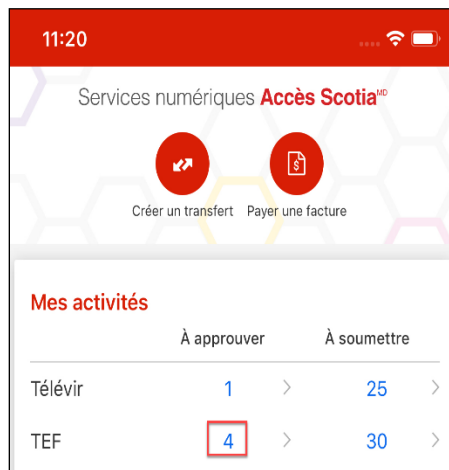 11:20
Services numériques Accès Scotia MD
$
Créer un transfert Payer une facture
Mes activités
À approuver À soumettre
Télévir 1 > 25 >
TEF 4 > 30 >